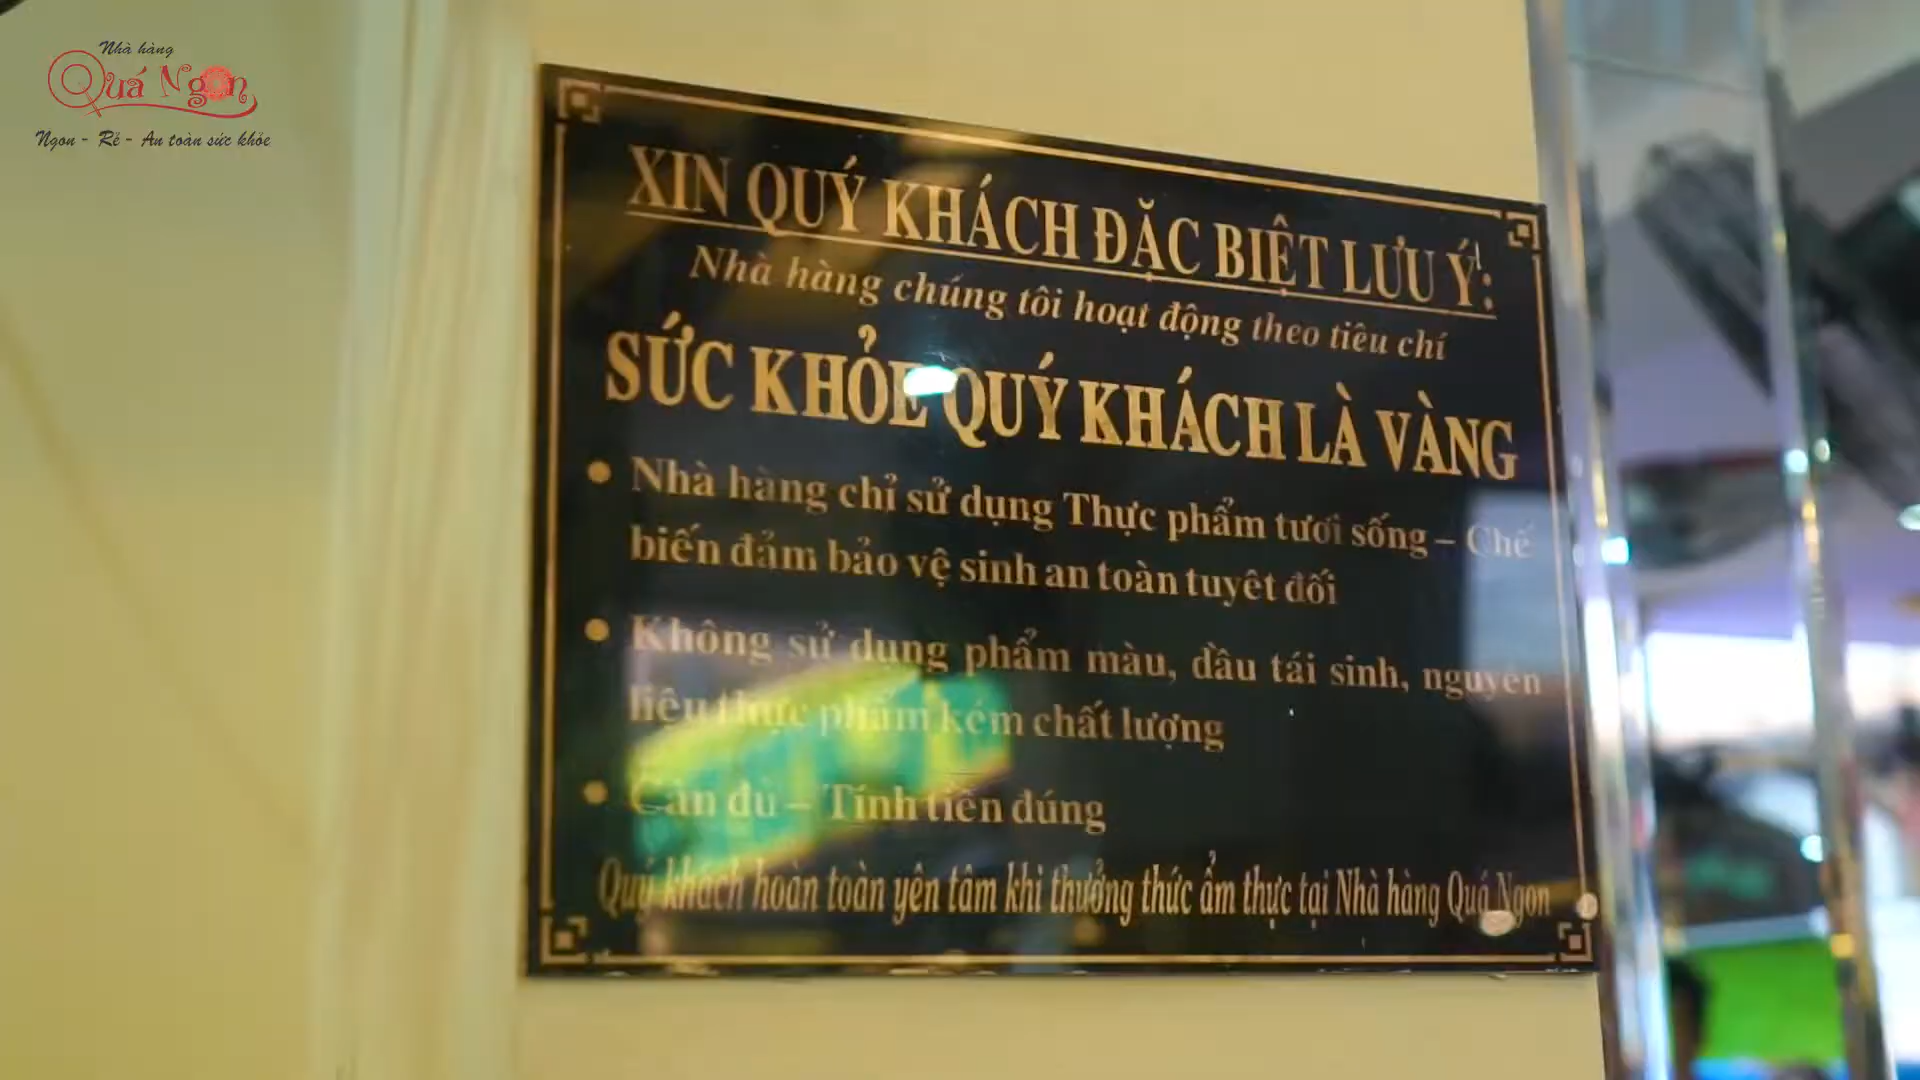 Nhà hàng
Quá Ngon
Ngon - Rẻ - An toàn sức khỏe
XIN QUÝ KHÁCH ĐẶC BIỆT LƯU Ý:
Nhà hàng chúng tôi hoạt động theo tiêu chí
SỨC KHỎE QUÝ KHÁCH LÀ VÀNG
• Nhà hàng chỉ sử dụng Thực phẩm tươi sống – Chế
biến đảm bảo vệ sinh an toàn tuyệt đối
• Không sử dụng phẩm màu, dầu tái sinh, nguyên
liệu thực phẩm kém chất lượng
• Cân đủ – Tính tiền đúng
Quý khách hoàn toàn yên tâm khi thưởng thức ẩm thực tại Nhà hàng Quá Ngon